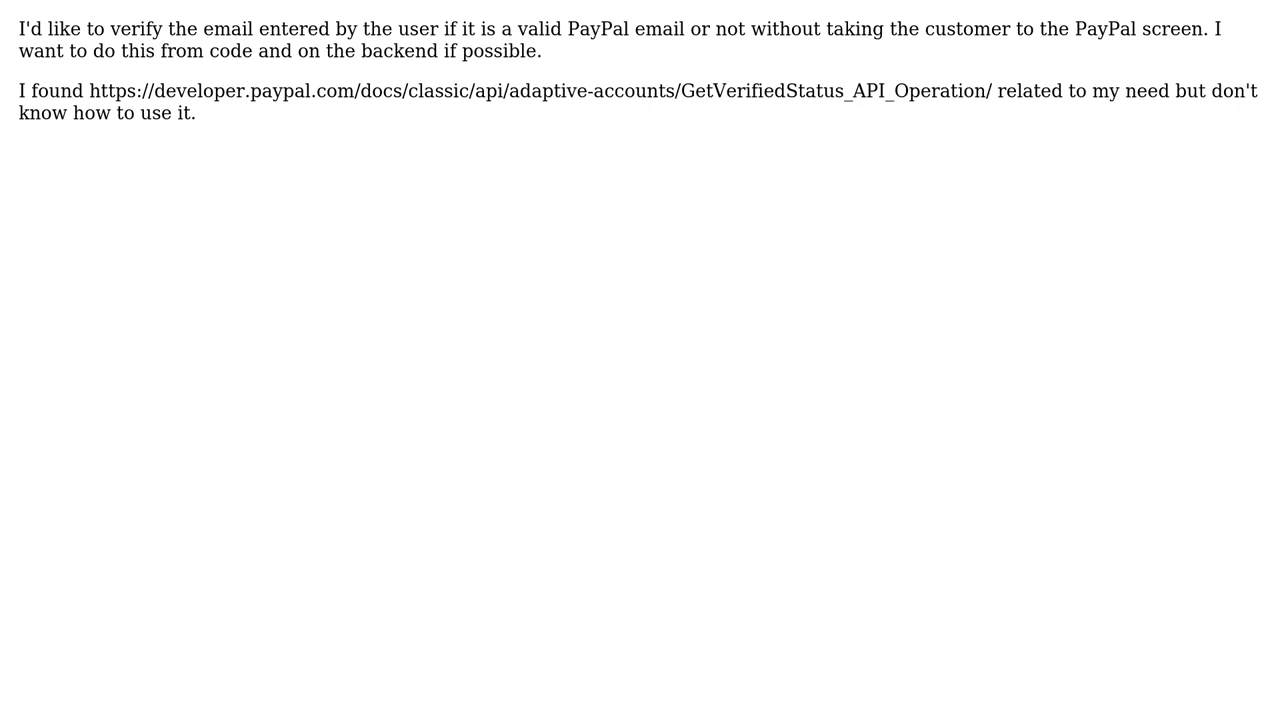 I'd like to verify the email entered by the user if it is a valid PayPal email or not without taking the customer to the PayPal screen. I
want to do this from code and on the backend if possible.
I found https://developer.paypal.com/docs/classic/api/adaptive-accounts/GetVerifiedStatus_API_Operation/ related to my need but don't
know how to use it.